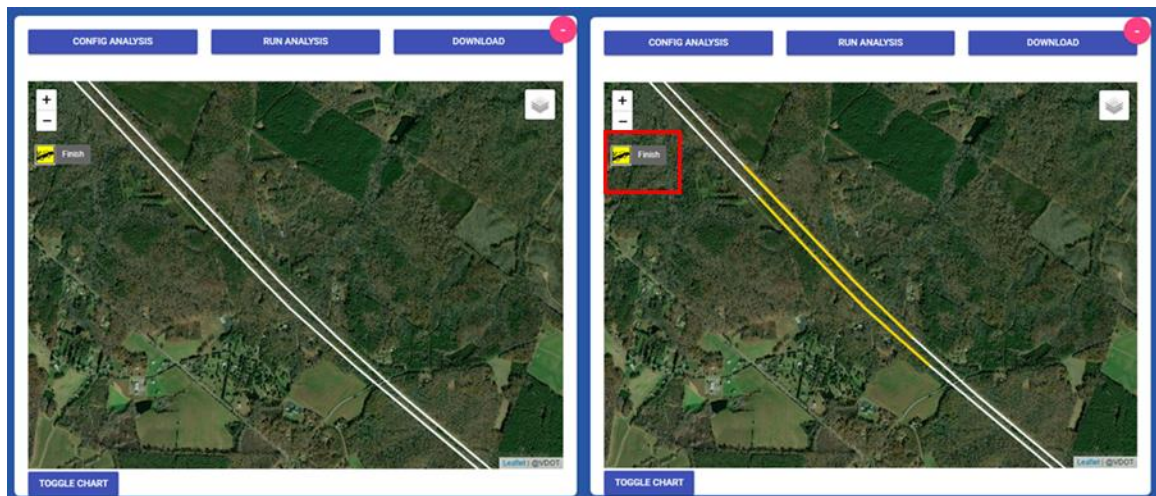 CONFIG ANALYSIS RUN ANALYSIS DOWNLOAD -
+
-
Finish
Leaflet | @VDOT
TOGGLE CHART
CONFIG ANALYSIS RUN ANALYSIS DOWNLOAD -
+
-
Finish
Leaflet | @VDOT
TOGGLE CHART